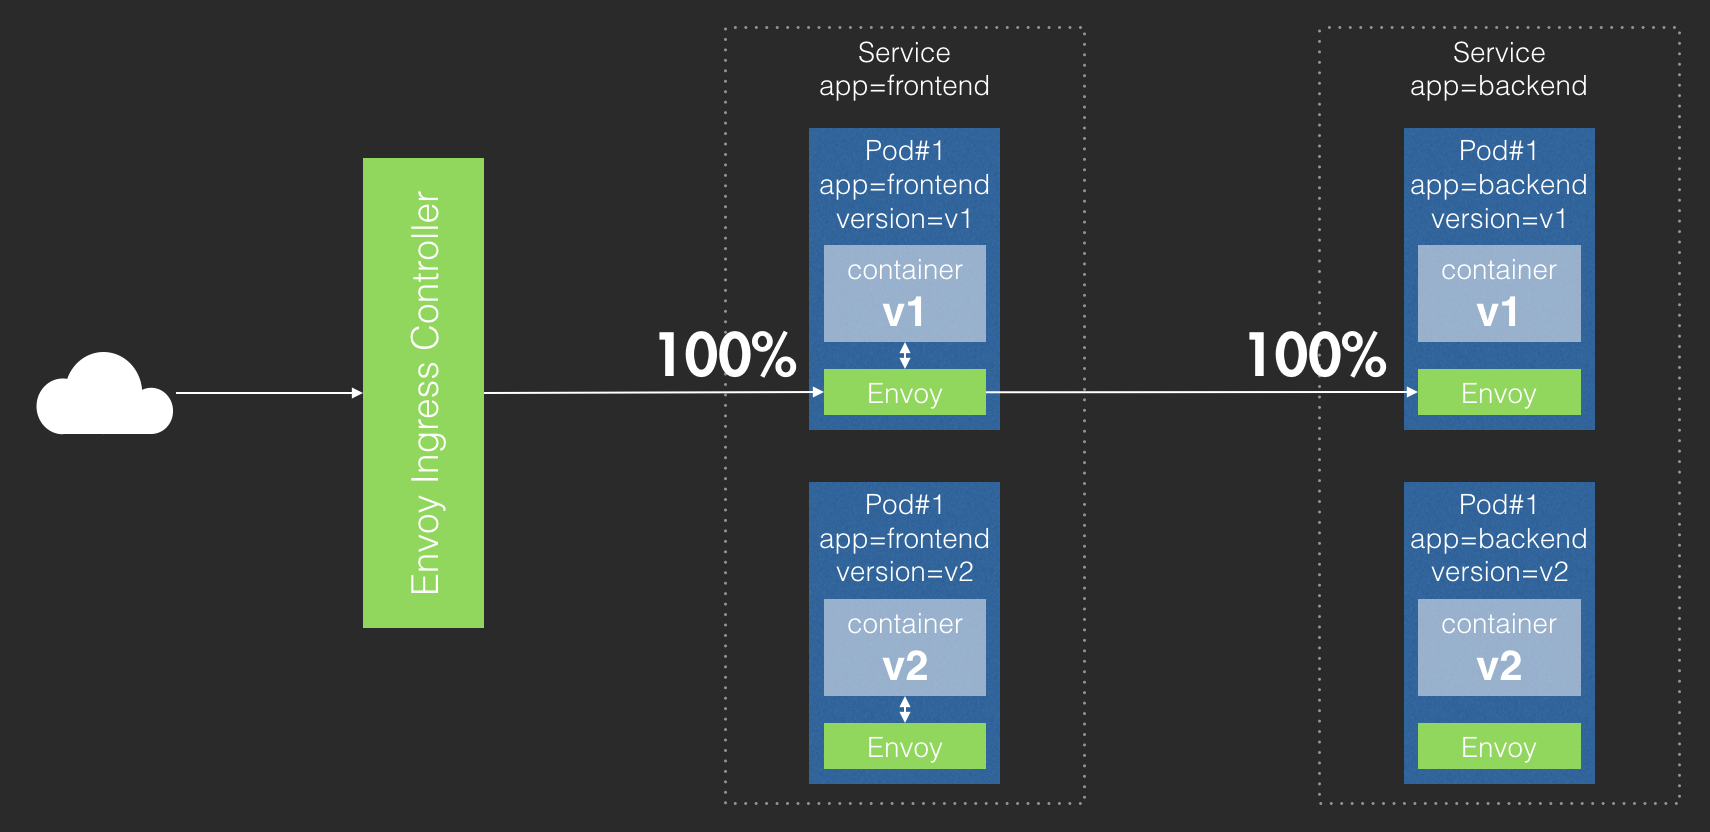 Envoy Ingress Controller
100%
Service
app=frontend
Pod#1
app=frontend
version=v1
container
v1
Envoy
Pod#1
app=frontend
version=v2
container
v2
Envoy
100%
Service
app=backend
Pod#1
app=backend
version=v1
container
v1
Envoy
Pod#1
app=backend
version=v2
container
v2
Envoy